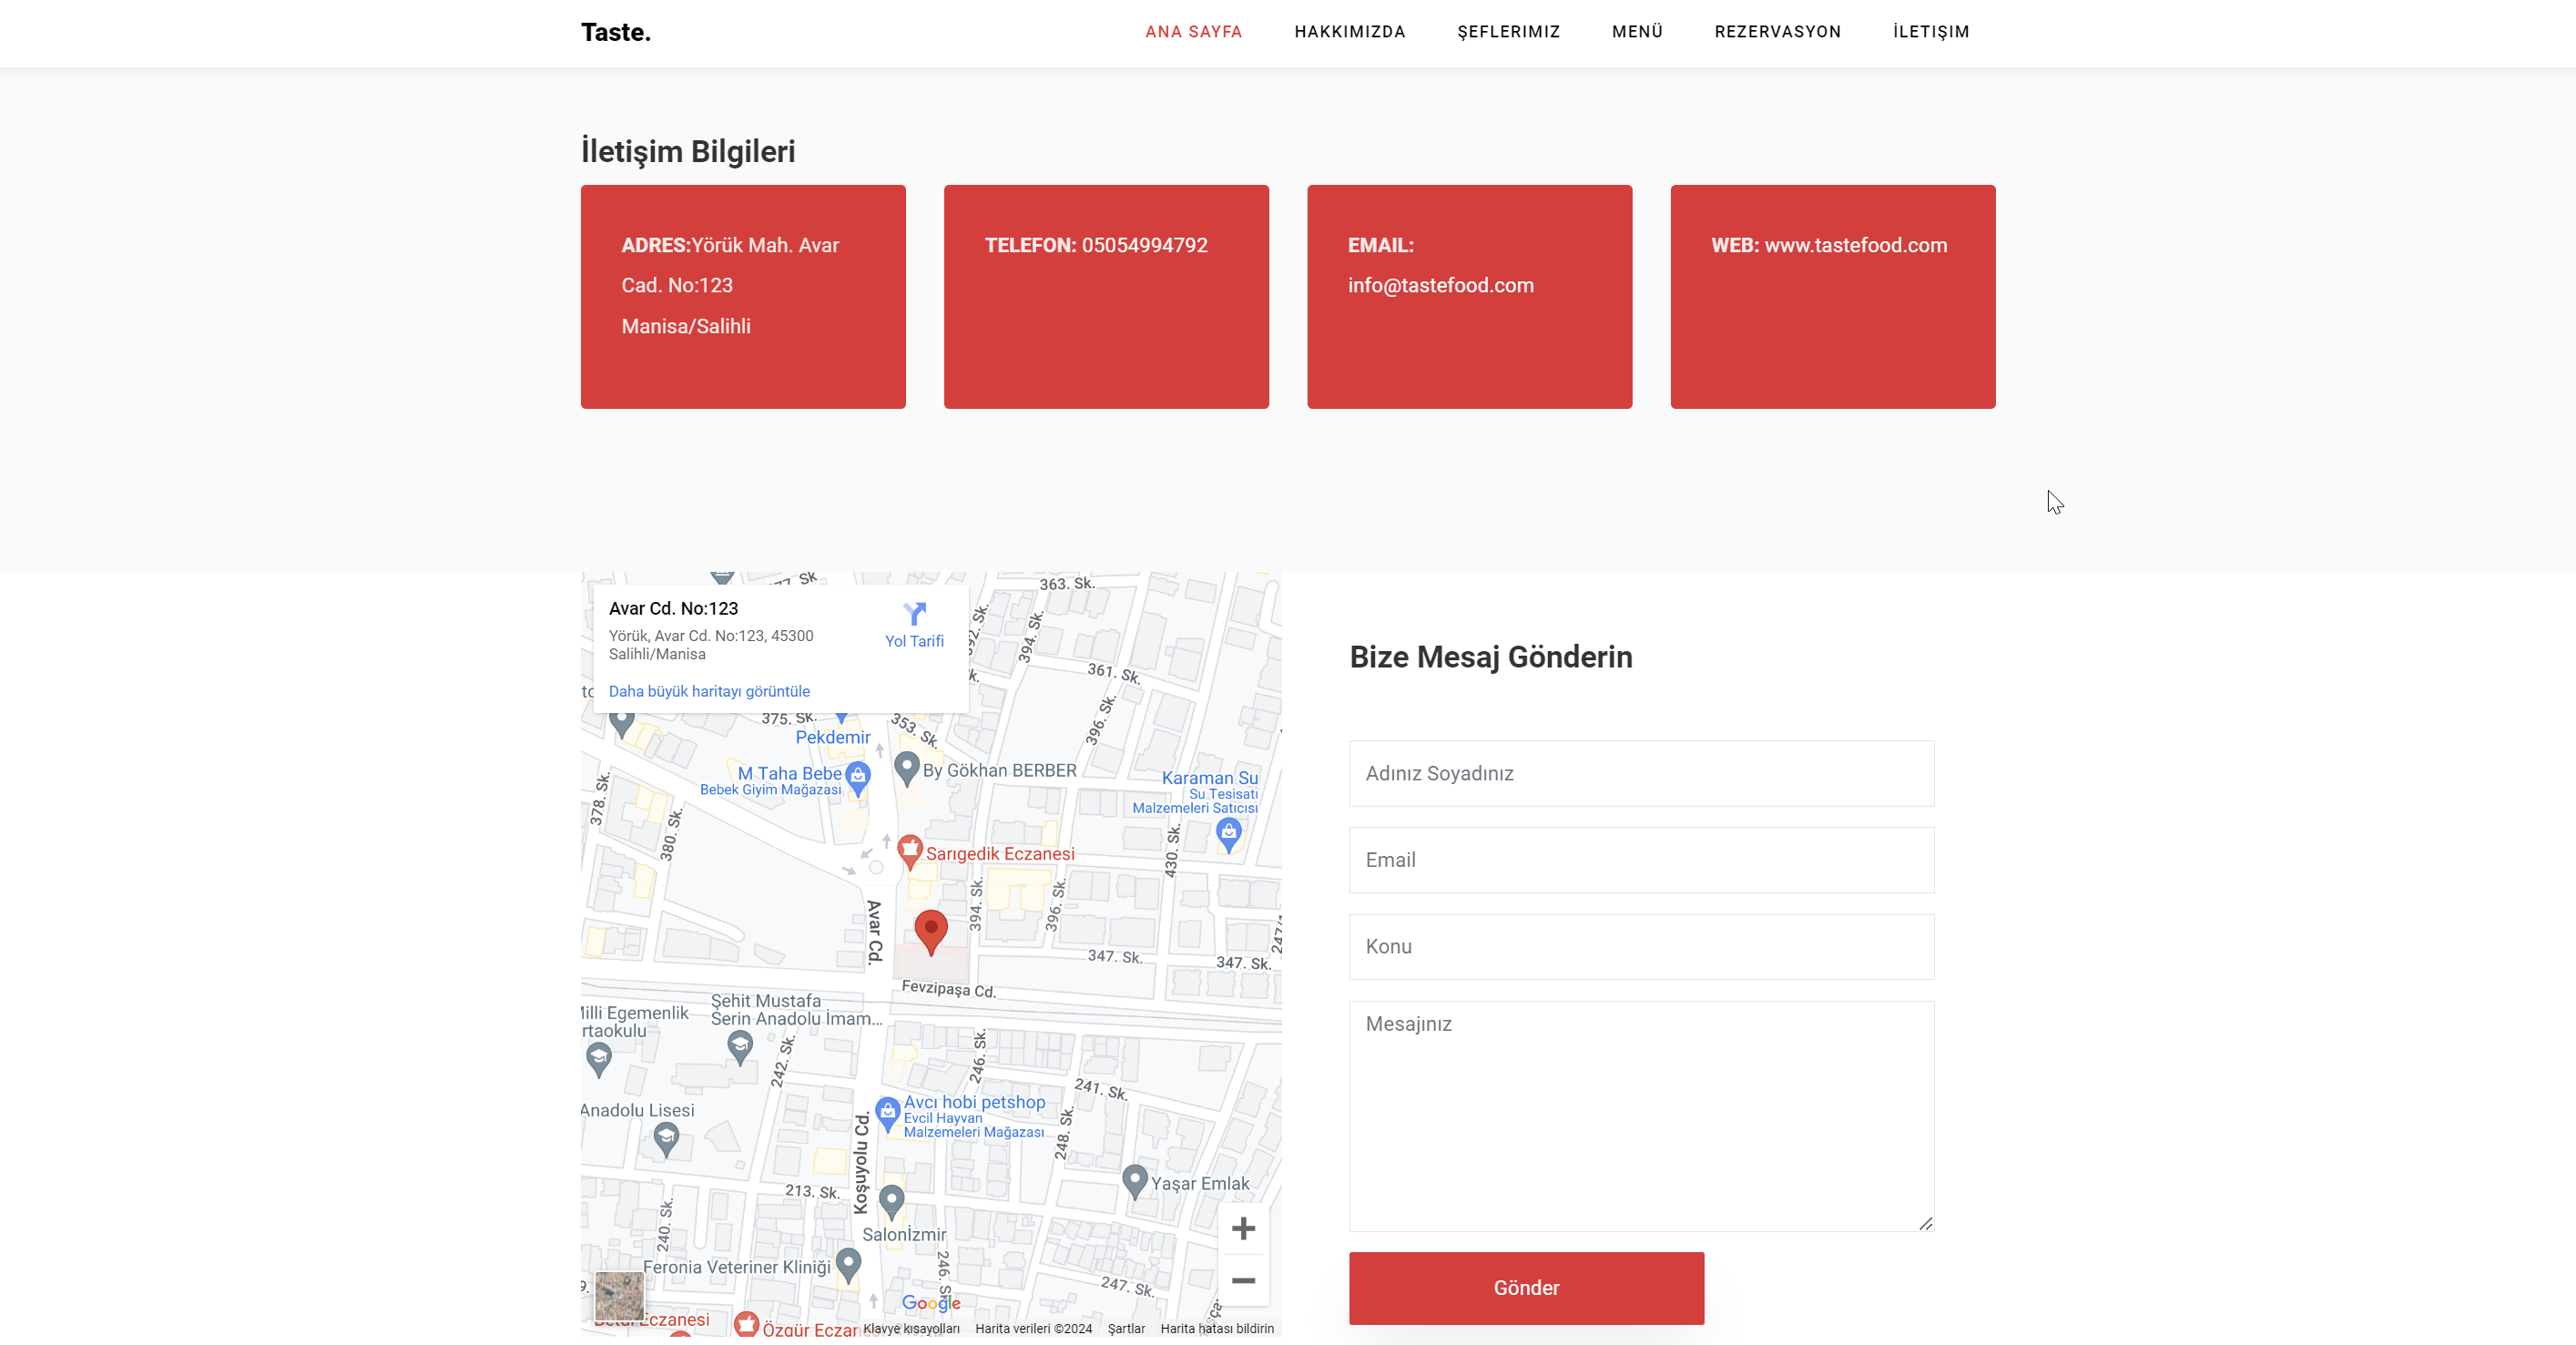 Taste.
ANA SAYFA
HAKKIMIZDA
ŞEFLERIMIZ
MENÜ
REZERVASYON
İLETIŞIM
İletişim Bilgileri
ADRES:Yörük Mah. Avar
Cad. No:123
Manisa/Salihli
TELEFON: 05054994792
EMAIL:
info@tastefood.com
WEB: www.tastefood.com
Avar Cd. No:123
Yörük, Avar Cd. No:123, 45300
Salihli/Manisa
Yol Tarifi
Daha büyük haritayı görüntüle
363. Sk.
394. Sk.
361. Sk.
396. Sk.
375. Sk.
353. Sk.
Pekdemir
M Taha Bebe
Bebek Giyim Mağazası
By Gökhan BERBER
Karaman Su
Su Tesisatı
Malzemeleri Satıcısı
378. Sk.
380. Sk.
430. Sk.
Sarıgedik Eczanesi
394. Sk.
396. Sk.
Avar Cd.
347. Sk.
347. Sk.
Fevzipaşa Cd.
Şehit Mustafa
Serin Anadolu İmam...
Milli Egemenlik
rtaokulu
242. Sk.
246. Sk.
241. Sk.
Anadolu Lisesi
Avcı hobi petshop
Evcil Hayvan
Malzemeleri Mağazası
248. Sk.
Koşuyolu Cd.
213. Sk.
Yaşar Emlak
Salonİzmir
240. Sk.
Feronia Veteriner Kliniği
246. Sk.
247. Sk.
Google
Eczanesi
Özgür Eczan
Klavye kısayolları
Harita verileri ©2024
Şartlar
Harita hatası bildirin
Bize Mesaj Gönderin
Adınız Soyadınız
Email
Konu
Mesajınız
Gönder